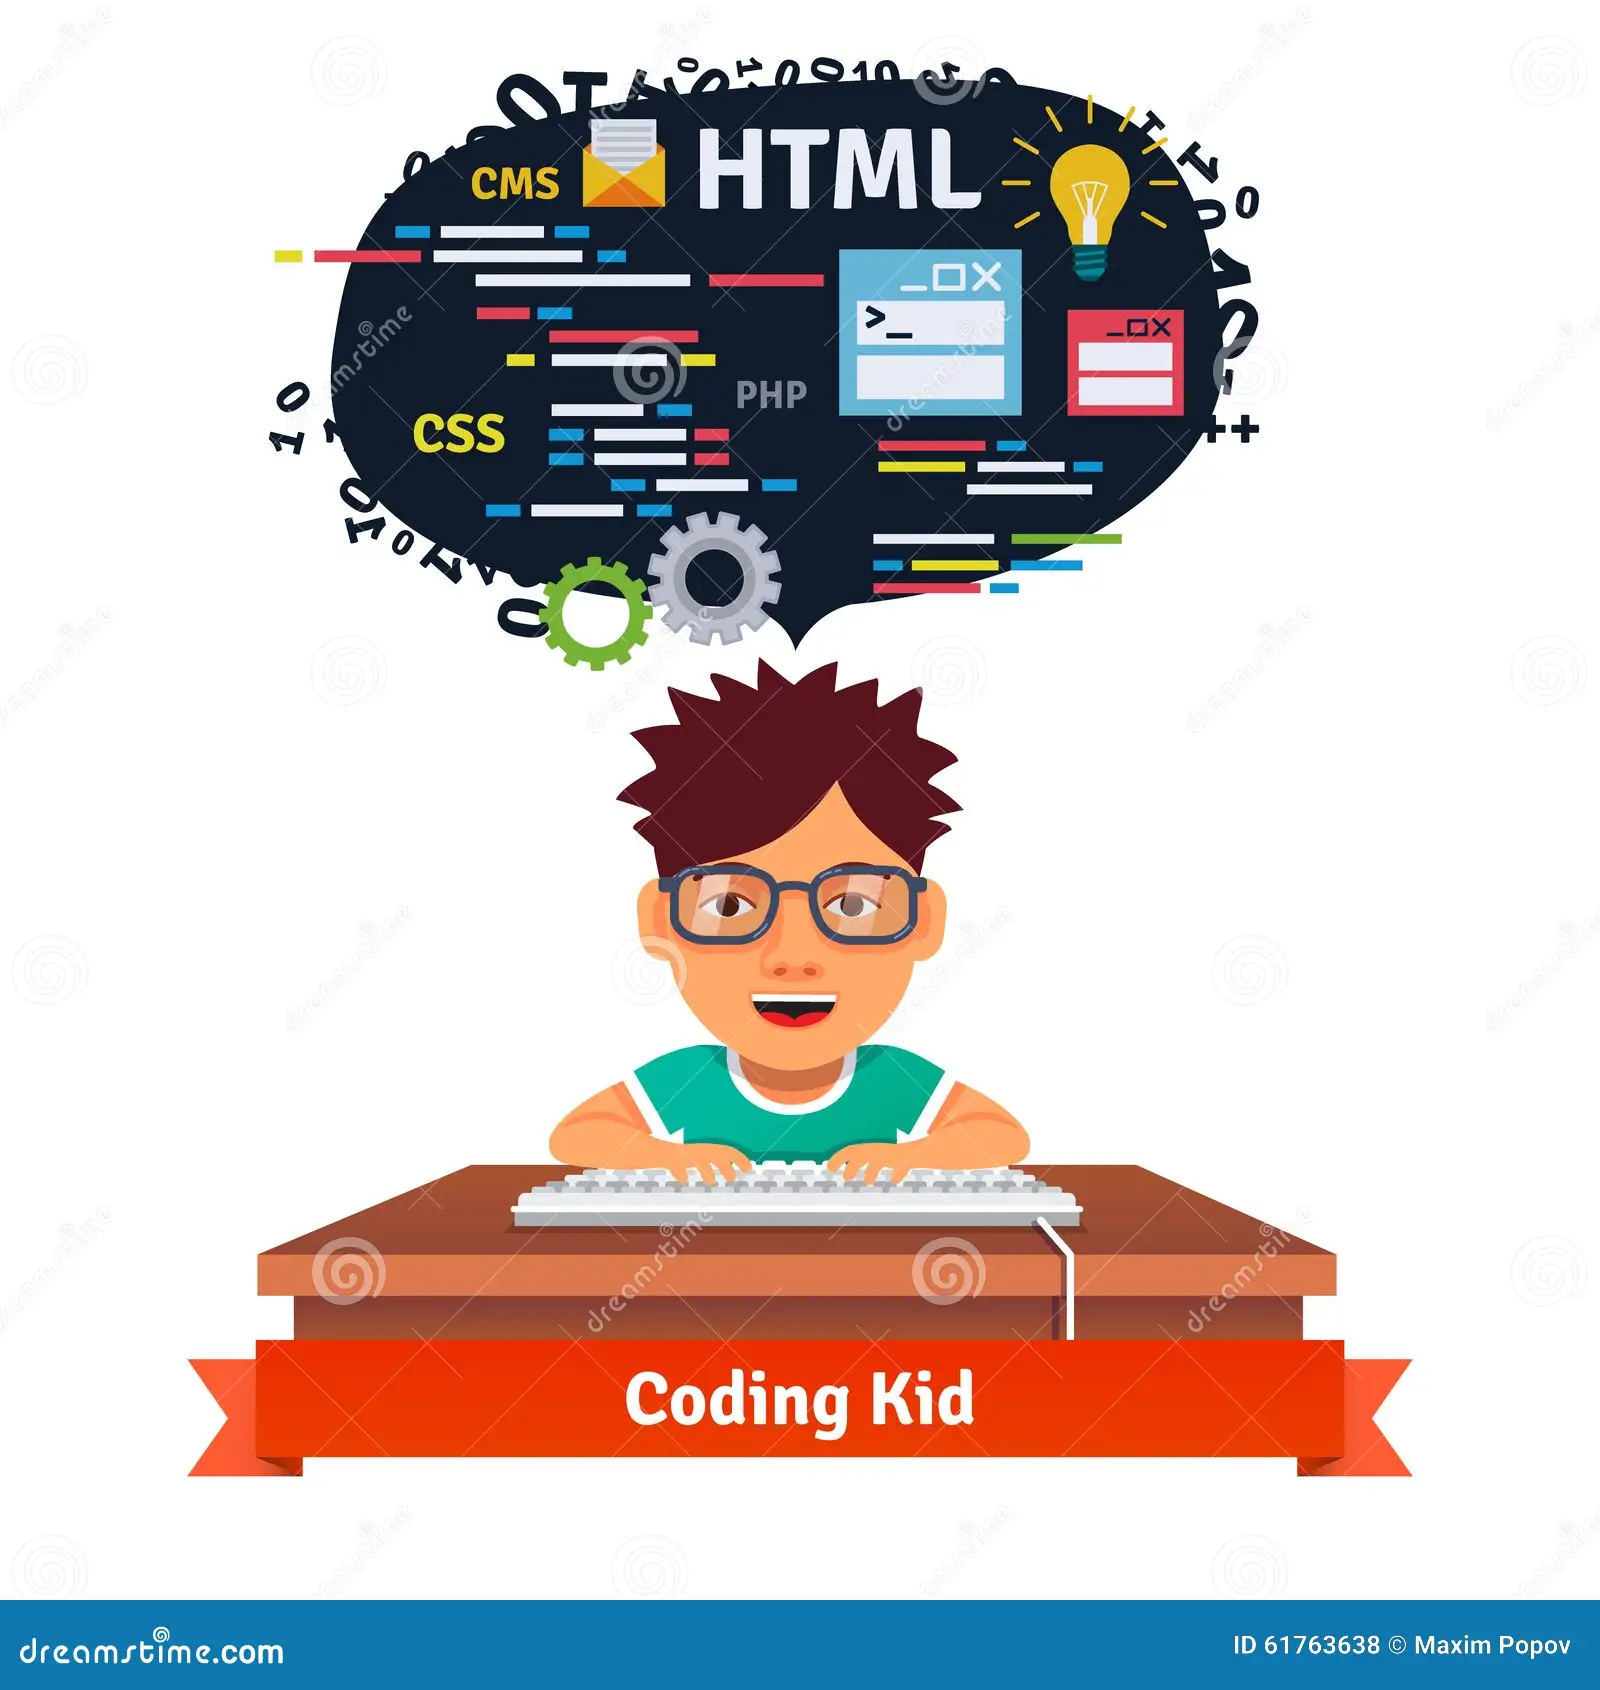 CMS
HTML
>_
CSS
PHP
++
Coding Kid
dreamstime.com
ID 61763638 © Maxim Popov